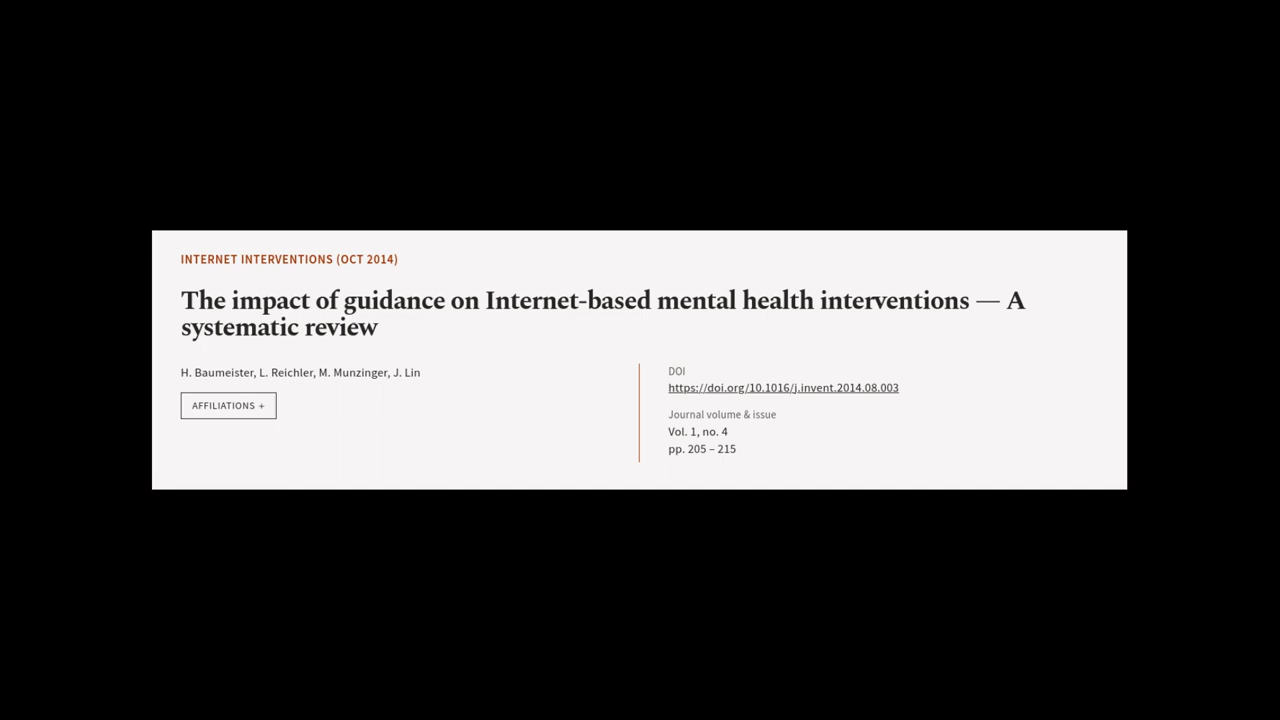 INTERNET INTERVENTIONS (OCT 2014)
The impact of guidance on Internet-based mental health interventions — A
systematic review
H. Baumeister, L. Reichler, M. Munzinger, J. Lin
AFFILIATIONS +
DOI
https://doi.org/10.1016/j.invent.2014.08.003
Journal volume & issue
Vol. 1, no. 4
pp. 205 – 215